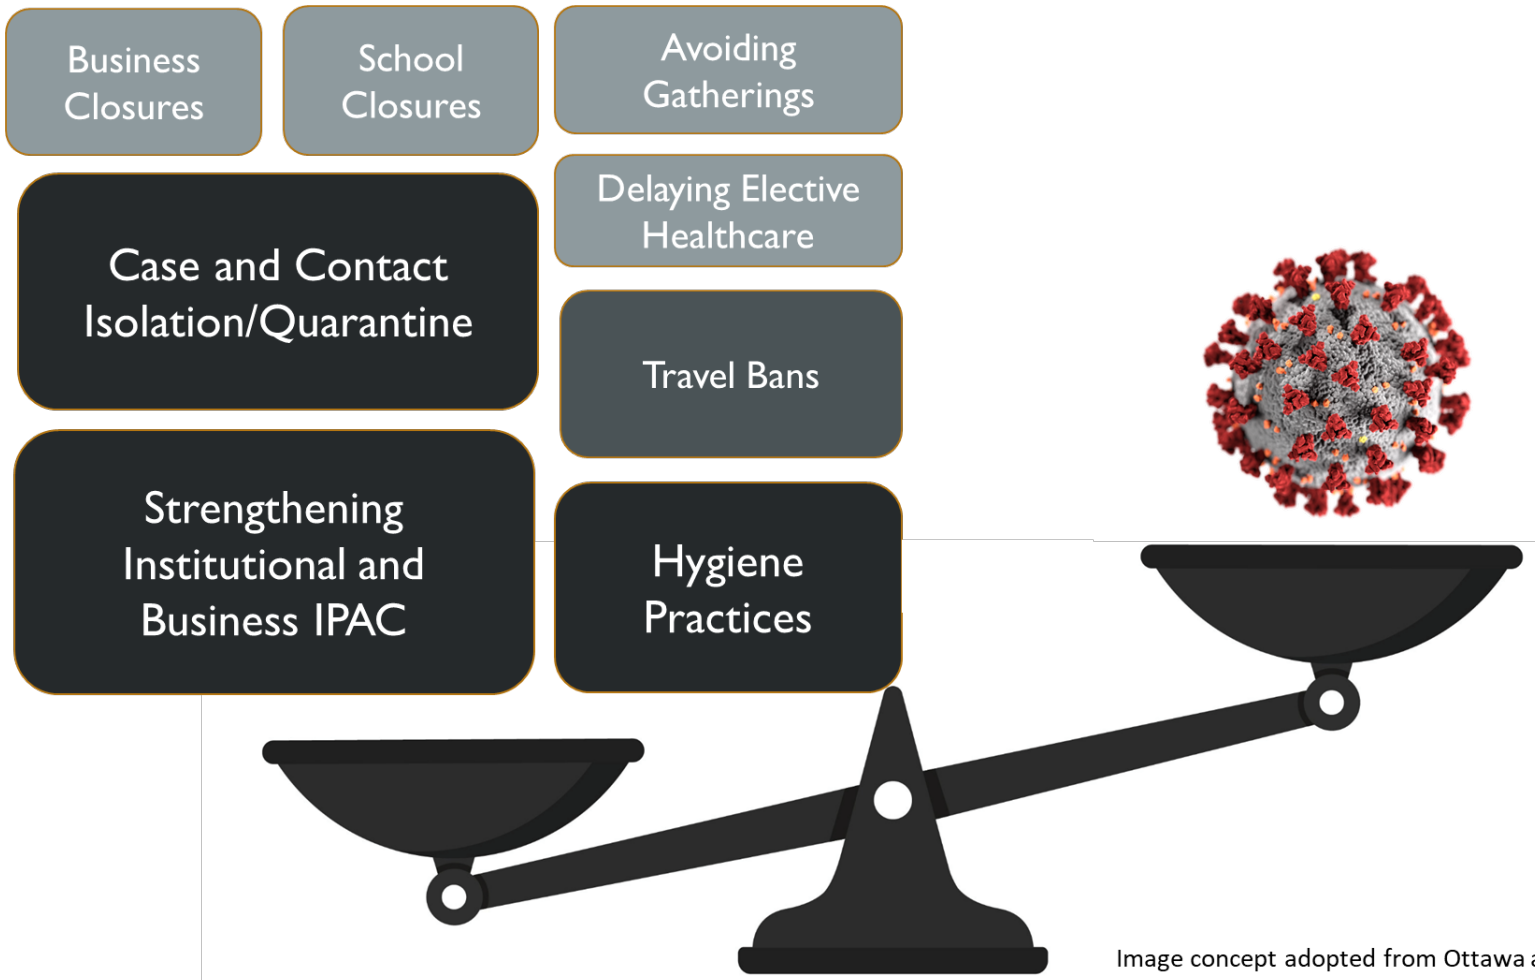 Business
Closures
School
Closures
Avoiding
Gatherings
Delaying Elective
Healthcare
Case and Contact
Isolation/Quarantine
Travel Bans
Strengthening
Institutional and
Business IPAC
Hygiene
Practices
Image concept adopted from Ottawa